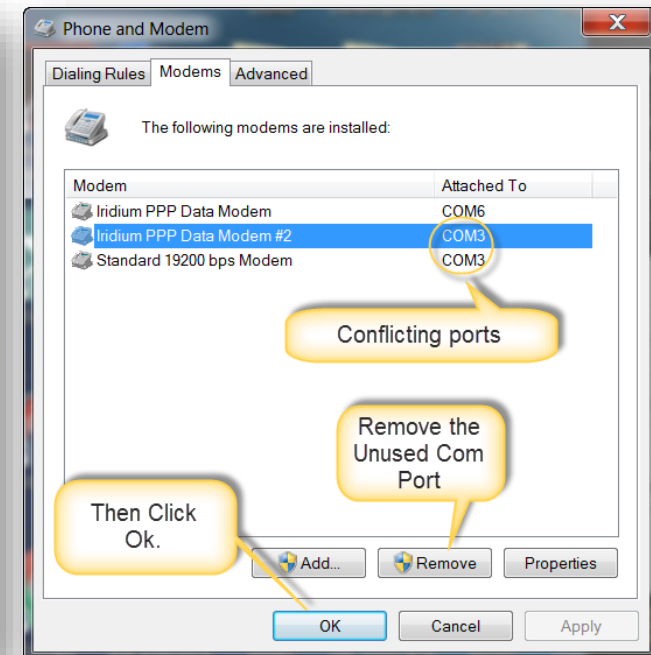 Phone and Modem
X
Dialing Rules Modems Advanced
The following modems are installed:
Modem Attached To
Iridium PPP Data Modem COM6
Iridium PPP Data Modem #2 COM3
Standard 19200 bps Modem COM3
Conflicting ports
Remove the
Unused Com
Port
Then Click
Ok.
Add... Remove Properties
OK Cancel Apply